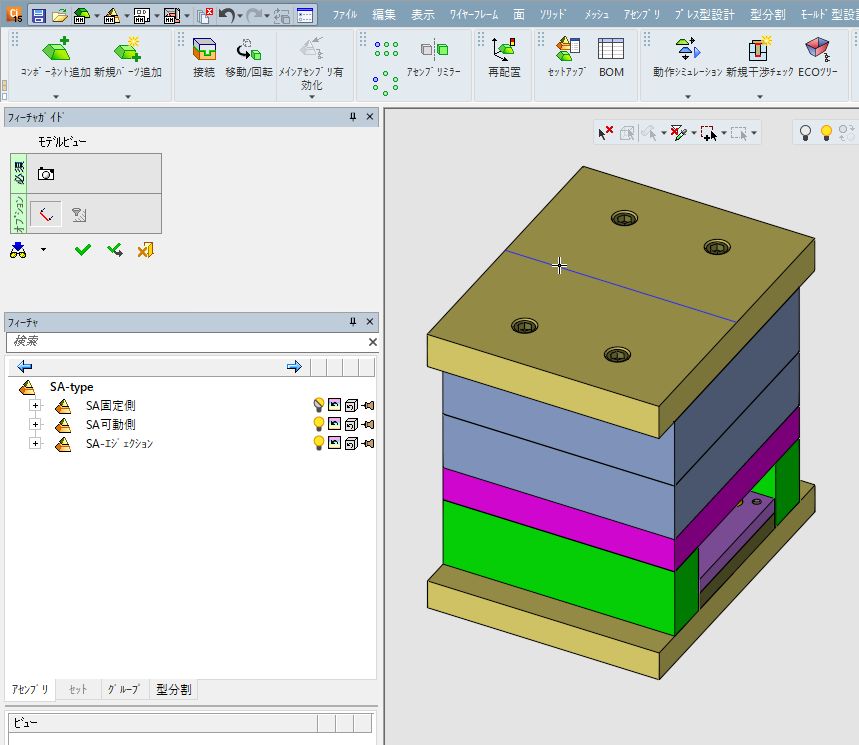 15
ファイル 編集 表示 ワイヤーフレーム 面 ソリッド メッシュ アセンブリ プレス型設計 型分割 モールド型設計
コンポーネント追加 新規パーツ追加 接続 移動/回転 メインアセンブリ有効化 アセンブリミラー 再配置 セットアップ BOM 動作シミュレーション 新規干渉チェック ECOツリー
フィーチャガイド
モデルビュー
必須
オプション
フィーチャ
検索
SA-type
SA固定側
SA可動側
SA-エジェクション
アセンブリ セット グループ 型分割
ビュー